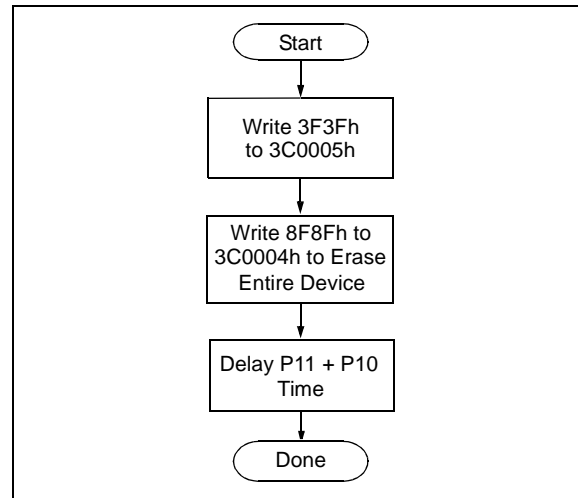 Start
Write 3F3Fh
to 3C0005h
Write 8F8Fh to
3C0004h to Erase
Entire Device
Delay P11 + P10
Time
Done